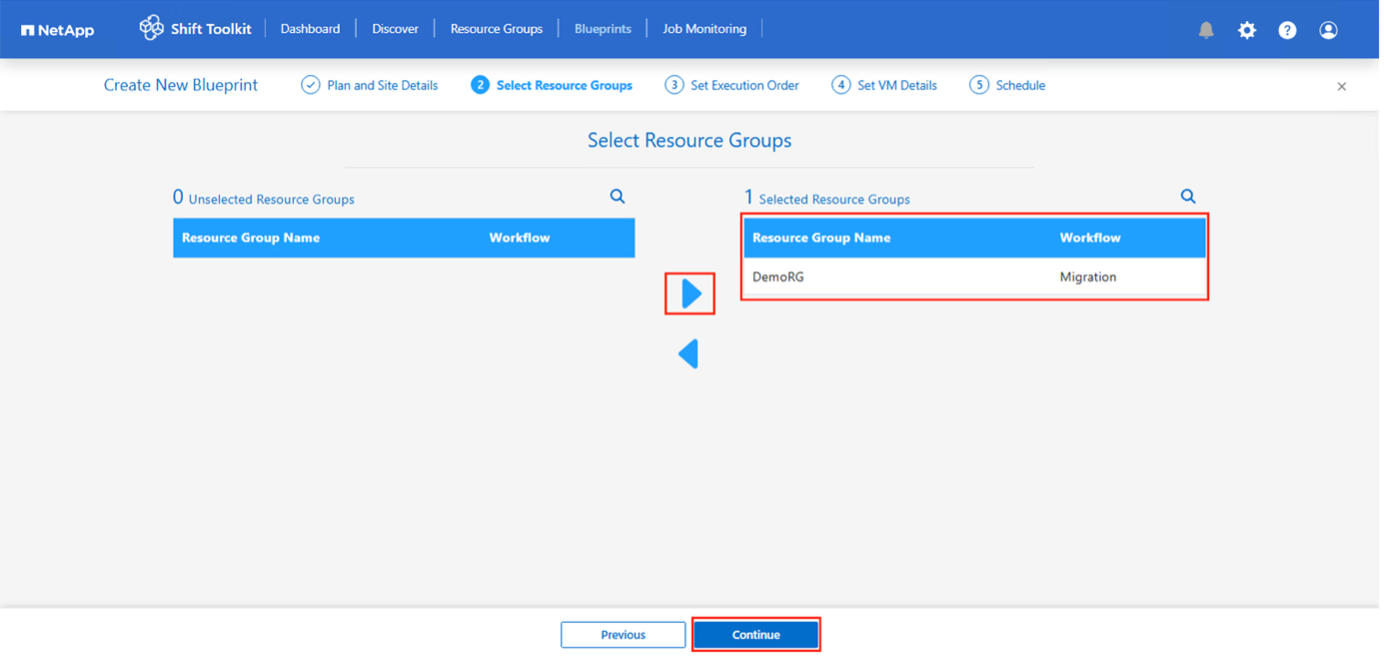 NetApp Shift Toolkit Dashboard Discover Resource Groups Blueprints Job Monitoring ?
Create New Blueprint Plan and Site Details 2 Select Resource Groups 3 Set Execution Order 4 Set VM Details 5 Schedule ×
Select Resource Groups
0 Unselected Resource Groups
1 Selected Resource Groups
Resource Group Name Workflow
Resource Group Name Workflow
DemoRG Migration
Previous Continue